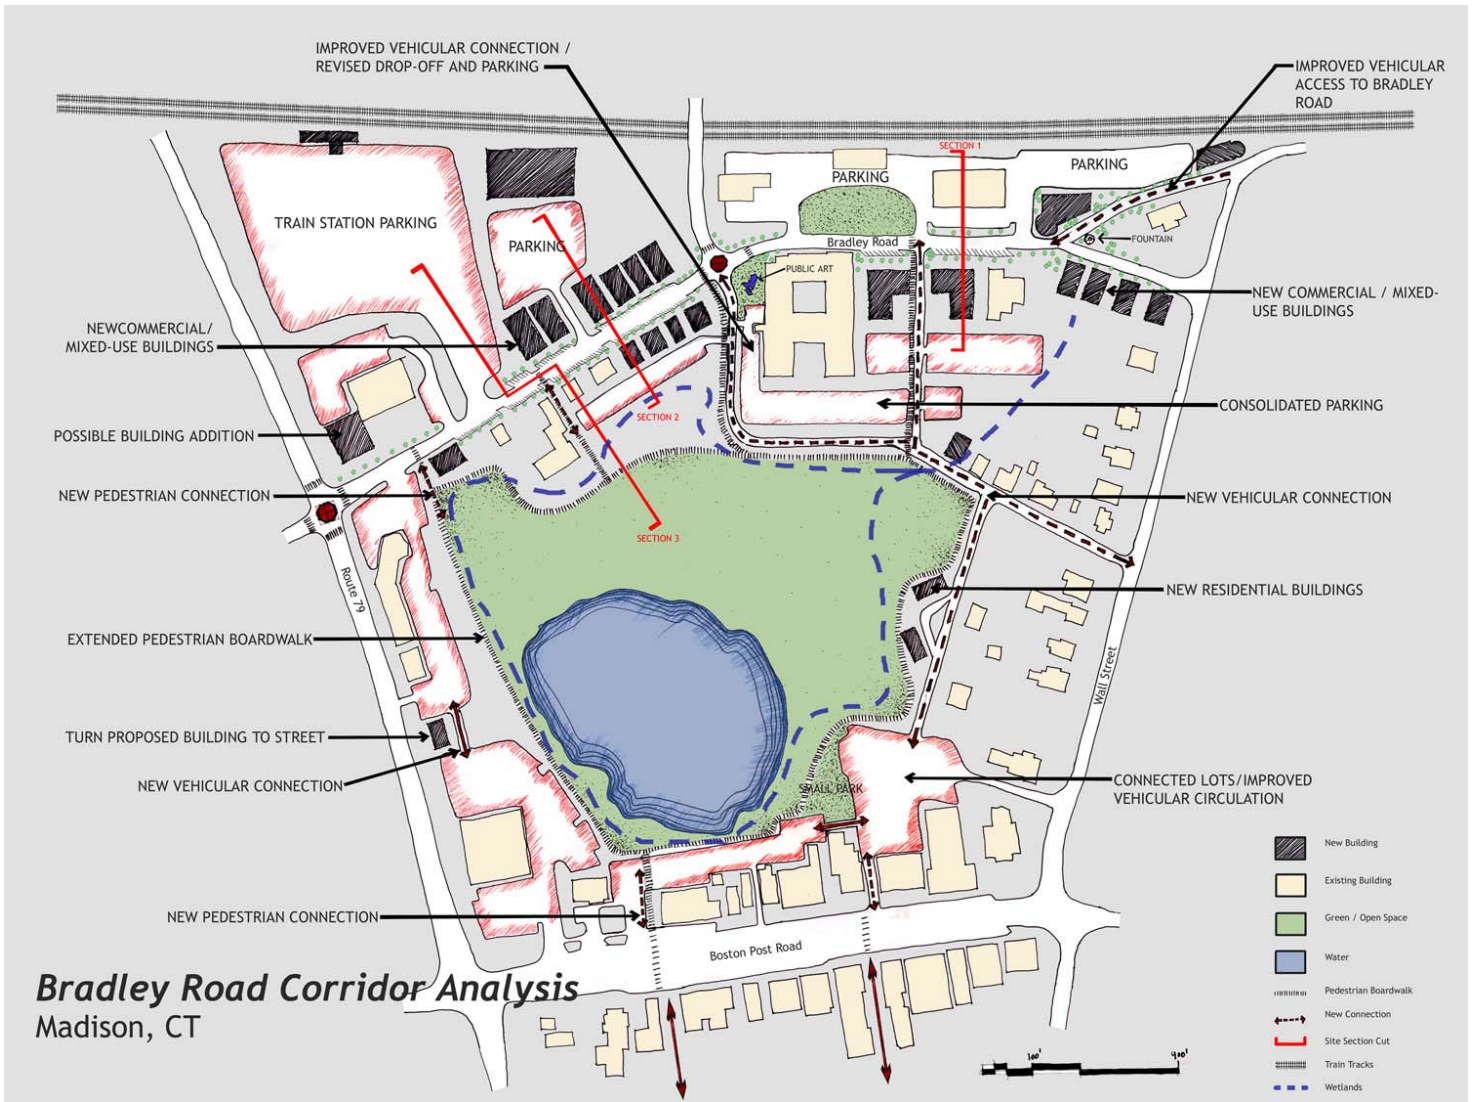 IMPROVED VEHICULAR CONNECTION /
REVISED DROP-OFF AND PARKING
IMPROVED VEHICULAR
ACCESS TO BRADLEY
ROAD
SECTION 1
PARKING
PARKING
TRAIN STATION PARKING
PARKING
Bradley Road
FOUNTAIN
PUBLIC ART
NEW COMMERCIAL / MIXED-
USE BUILDINGS
NEWCOMMERCIAL/
MIXED-USE BUILDINGS
CONSOLIDATED PARKING
SECTION 2
POSSIBLE BUILDING ADDITION
NEW PEDESTRIAN CONNECTION
NEW VEHICULAR CONNECTION
SECTION 3
Route 79
NEW RESIDENTIAL BUILDINGS
EXTENDED PEDESTRIAN BOARDWALK
Wall Street
TURN PROPOSED BUILDING TO STREET
NEW VEHICULAR CONNECTION
SMALL PARK
CONNECTED LOTS/IMPROVED
VEHICULAR CIRCULATION
NEW PEDESTRIAN CONNECTION
Boston Post Road
Bradley Road Corridor Analysis
Madison, CT
New Building
Existing Building
Green / Open Space
Water
Pedestrian Boardwalk
New Connection
Site Section Cut
Train Tracks
Wetlands
100'
400'